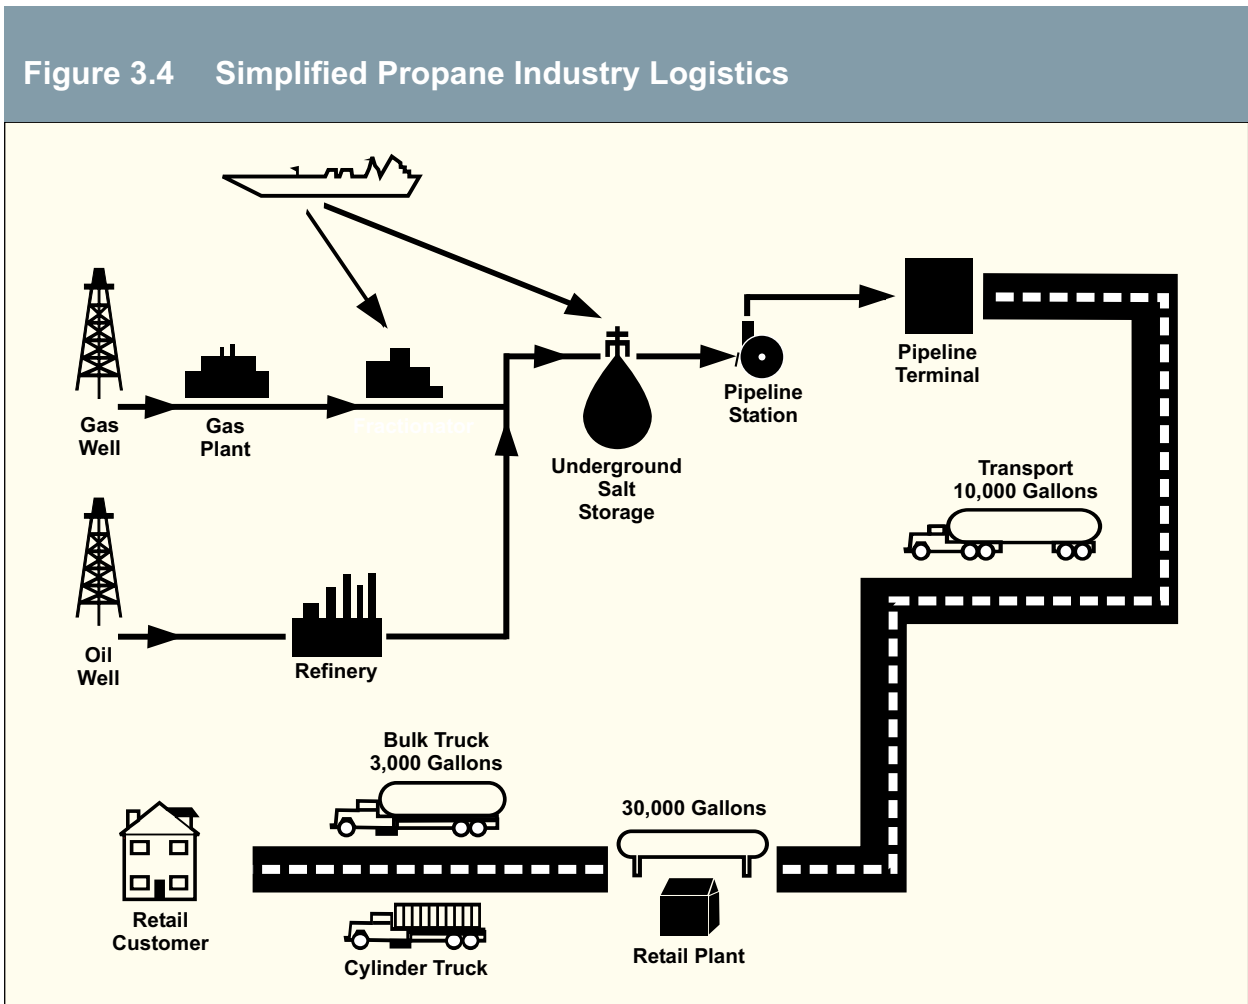 Figure 3.4 Simplified Propane Industry Logistics
Gas
Well
Gas
Plant
Fractionator
Underground
Salt
Storage
Pipeline
Station
Pipeline
Terminal
Transport
10,000 Gallons
Oil
Well
Refinery
Bulk Truck
3,000 Gallons
30,000 Gallons
Retail
Customer
Cylinder Truck
Retail Plant